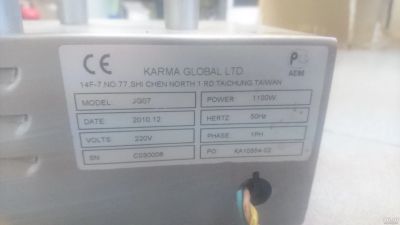 CE
KARMA GLOBAL LTD.
14F-7 NO.77, SHI CHEN NORTH 1 RD TAICHUNG, TAIWAN
MODEL: JG07 POWER: 1100W
DATE: 2010.12 HERTZ: 50Hz
VOLTS: 220V PHASE: 1PH
SN: PO: